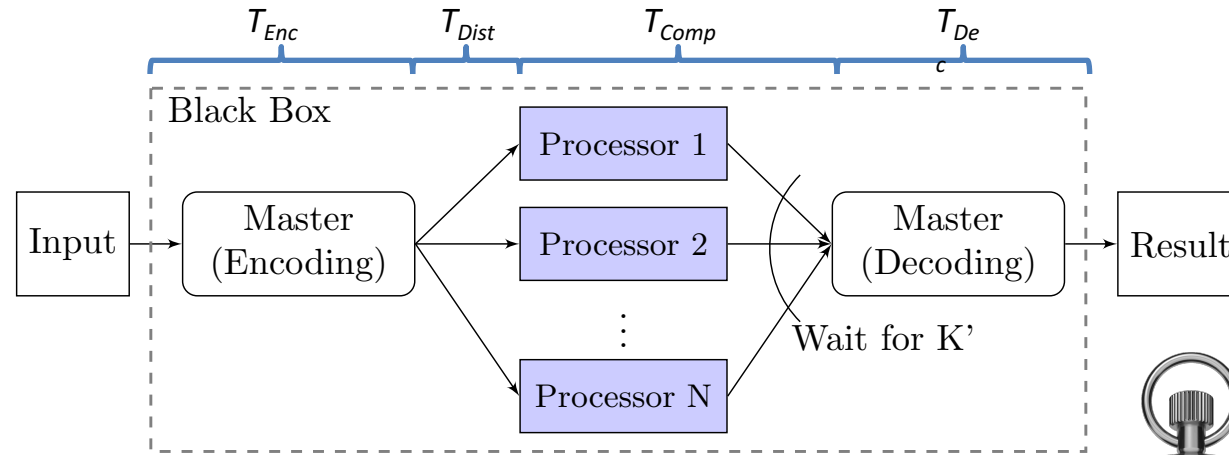 T_Enc
T_Dist
T_Comp
T_De
c
Black Box
Processor 1
Input
Master
(Encoding)
Processor 2
Master
(Decoding)
Result
⋮
Wait for K'
Processor N